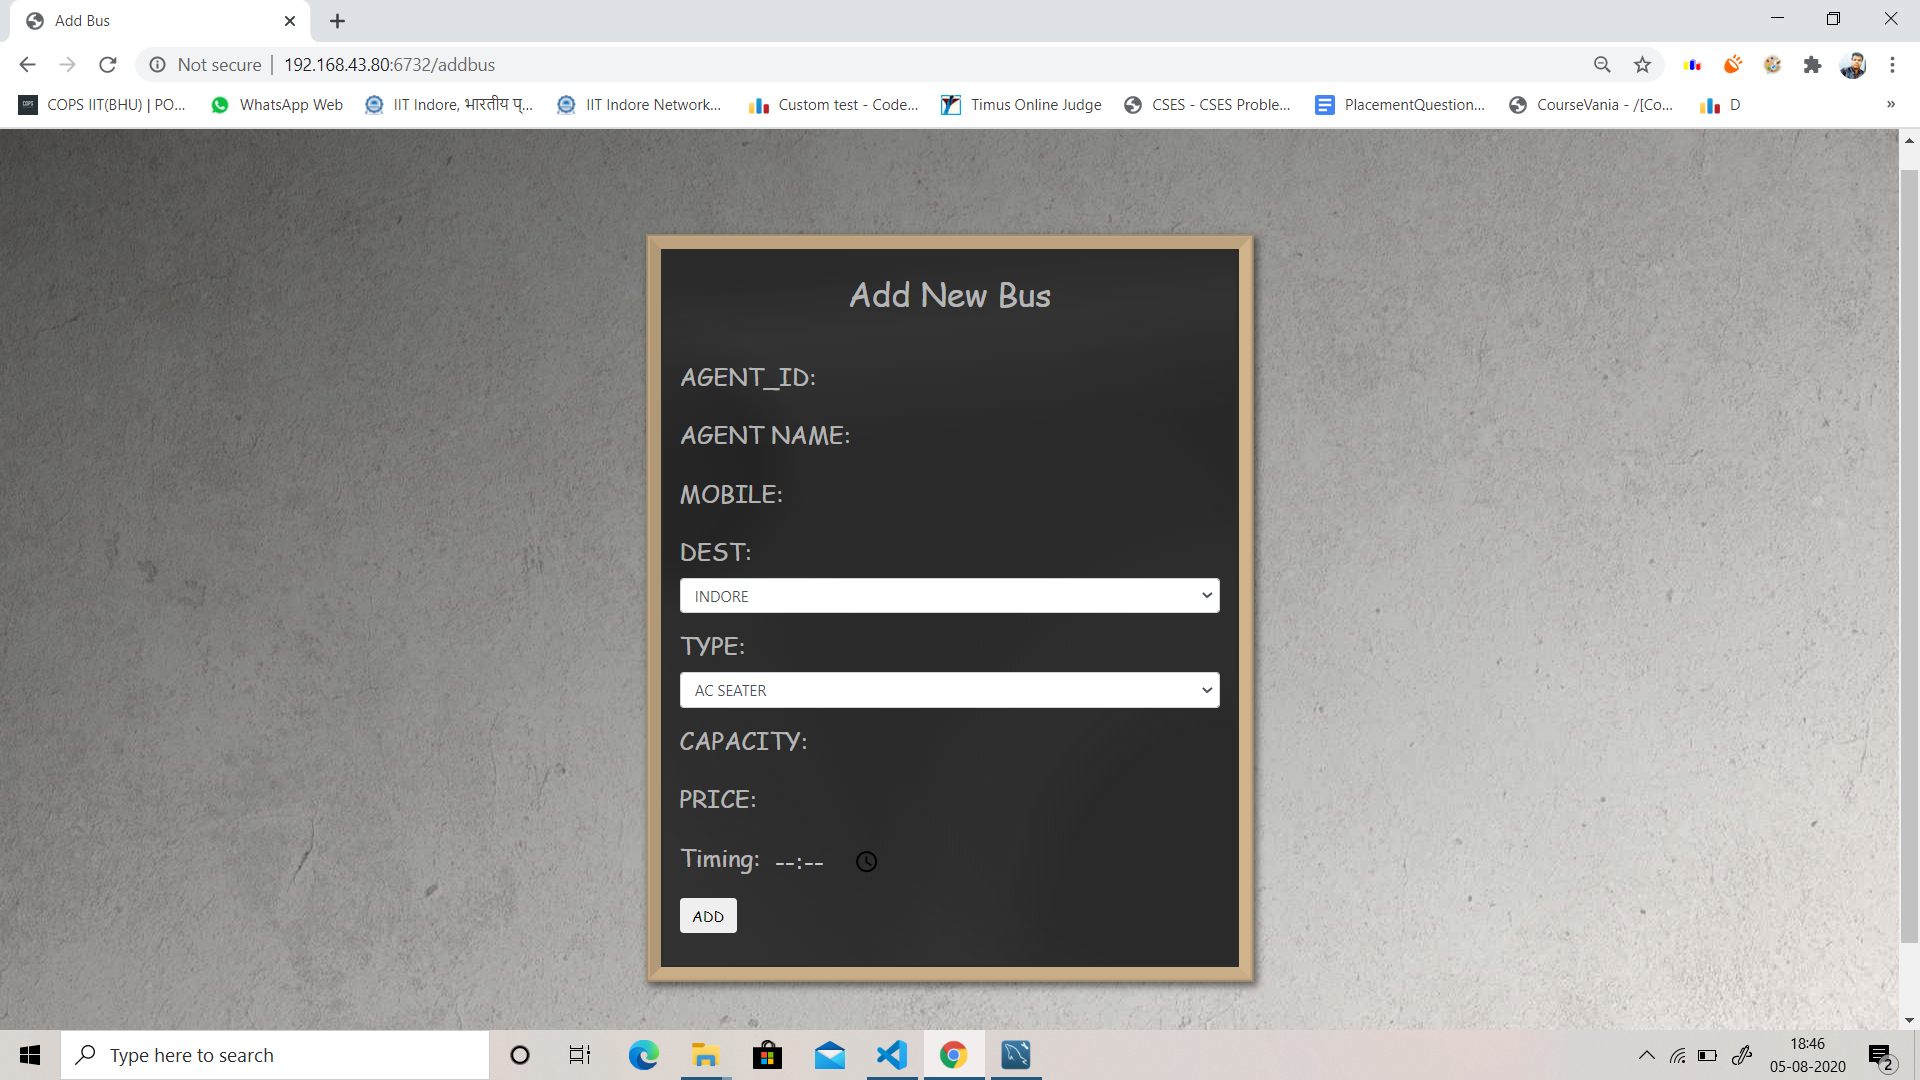 Add Bus
Not secure | 192.168.43.80:6732/addbus
COPS IIT(BHU) | PO... WhatsApp Web IIT Indore, भारतीय प्... IIT Indore Network... Custom test - Code... Timus Online Judge CSES - CSES Proble... PlacementQuestion... CourseVania - /[Co... D »
Add New Bus
AGENT_ID:
AGENT NAME:
MOBILE:
DEST:
INDORE
TYPE:
AC SEATER
CAPACITY:
PRICE:
Timing: --:--
ADD
Type here to search
18:46
05-08-2020
2